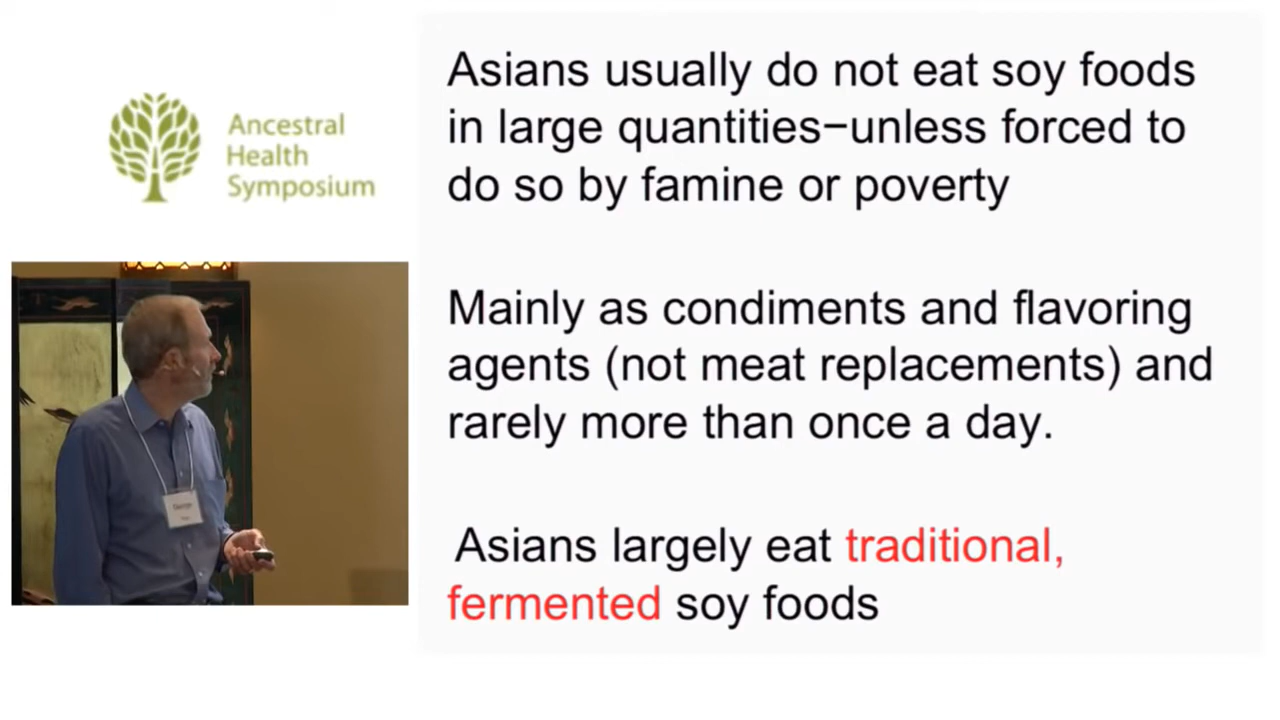 Ancestral
Health
Symposium
Asians usually do not eat soy foods
in large quantities–unless forced to
do so by famine or poverty
Mainly as condiments and flavoring
agents (not meat replacements) and
rarely more than once a day.
Asians largely eat traditional,
fermented soy foods